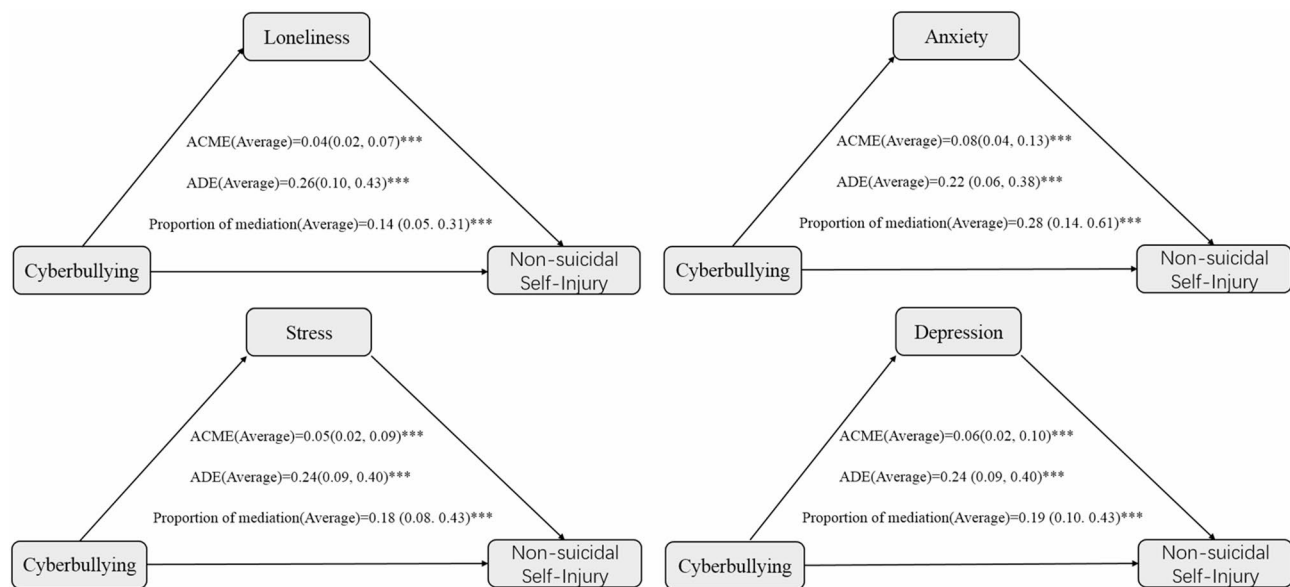 Loneliness
ACME(Average)=0.04(0.02, 0.07)***
ADE(Average)=0.26(0.10, 0.43)***
Proportion of mediation(Average)=0.14 (0.05. 0.31)***
Cyberbullying
Non-suicidal
Self-Injury
Anxiety
ACME(Average)=0.08(0.04, 0.13)***
ADE(Average)=0.22 (0.06, 0.38)***
Proportion of mediation(Average)=0.28 (0.14. 0.61)***
Cyberbullying
Non-suicidal
Self-Injury
Stress
ACME(Average)=0.05(0.02, 0.09)***
ADE(Average)=0.24(0.09, 0.40)***
Proportion of mediation(Average)=0.18 (0.08. 0.43)***
Cyberbullying
Non-suicidal
Self-Injury
Depression
ACME(Average)=0.06(0.02, 0.10)***
ADE(Average)=0.24 (0.09, 0.40)***
Proportion of mediation(Average)=0.19 (0.10. 0.43)***
Cyberbullying
Non-suicidal
Self-Injury